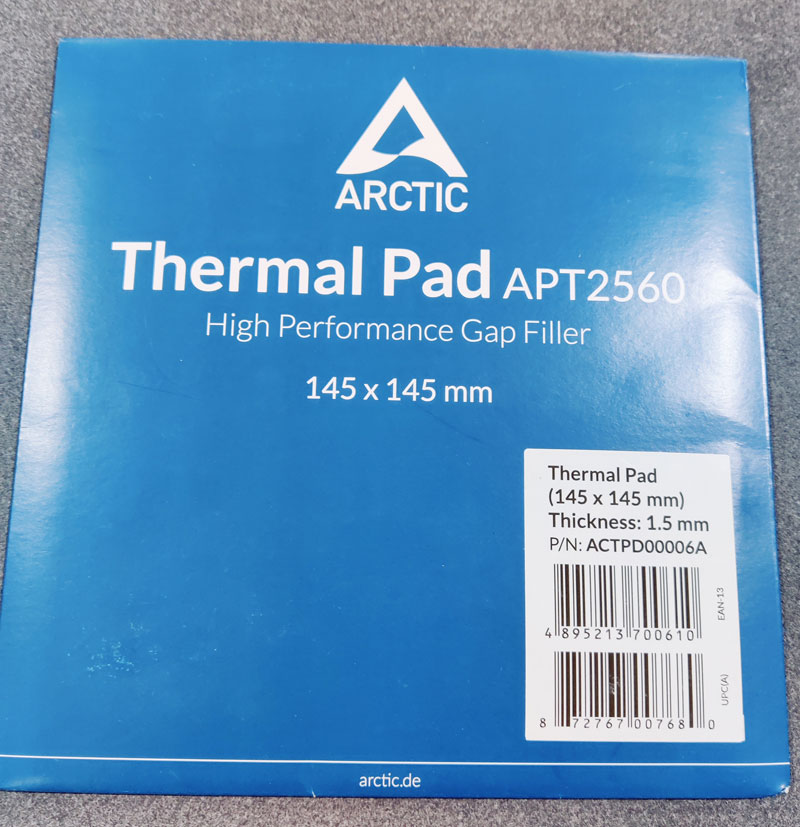 ARCTIC
Thermal Pad APT2560
High Performance Gap Filler
145 x 145 mm
Thermal Pad
(145 x 145 mm)
Thickness: 1.5 mm
P/N: ACTPD00006A
4 895213 700610
EAN-13
8 72767 00768 0
UPC(A)
arctic.de